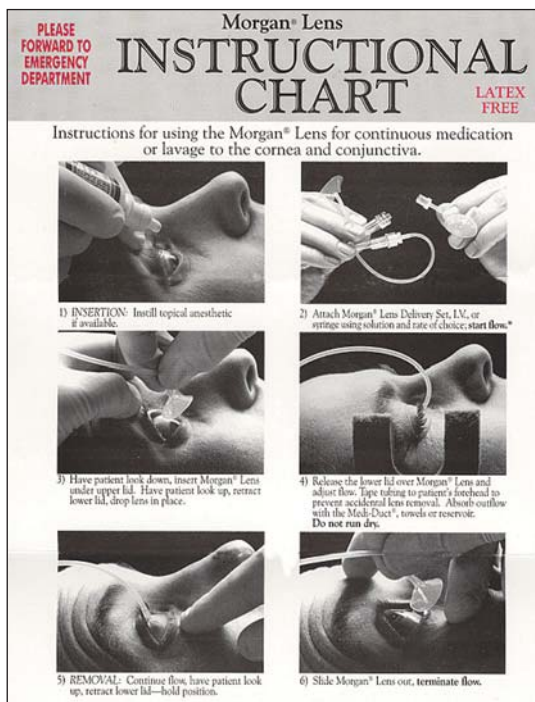 PLEASE
FORWARD TO
EMERGENCY
DEPARTMENT
Morgan® Lens
INSTRUCTIONAL
CHART
LATEX
FREE
Instructions for using the Morgan® Lens for continuous medication
or lavage to the cornea and conjunctiva.
1) INSERTION: Instill topical anesthetic
if available.
2) Attach Morgan® Lens Delivery Set, I.V., or
syringe using solution and rate of choice; start flow.*
3) Have patient look down, insert Morgan® Lens
under upper lid. Have patient look up, retract
lower lid, drop lens in place.
4) Release the lower lid over Morgan® Lens and
adjust flow. Tape tubing to patient's forehead to
prevent accidental lens removal. Absorb outflow
with the Medi-Duct®, towels or reservoir.
Do not run dry.
5) REMOVAL: Continue flow, have patient look
up, retract lower lid—hold position.
6) Slide Morgan® Lens out, terminate flow.